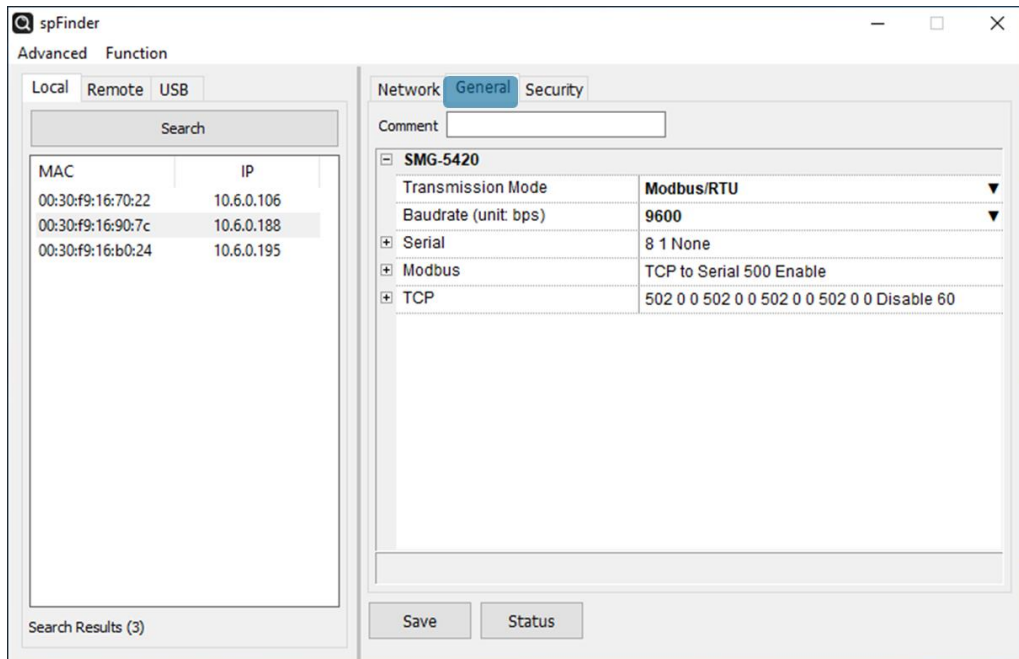 spFinder
Advanced Function
Local Remote USB
Search
MAC IP
00:30:f9:16:70:22 10.6.0.106
00:30:f9:16:90:7c 10.6.0.188
00:30:f9:16:b0:24 10.6.0.195
Search Results (3)
Network General Security
Comment
SMG-5420
Transmission Mode Modbus/RTU
Baudrate (unit: bps) 9600
Serial 8 1 None
Modbus TCP to Serial 500 Enable
TCP 502 0 0 502 0 0 502 0 0 502 0 0 Disable 60
Save Status